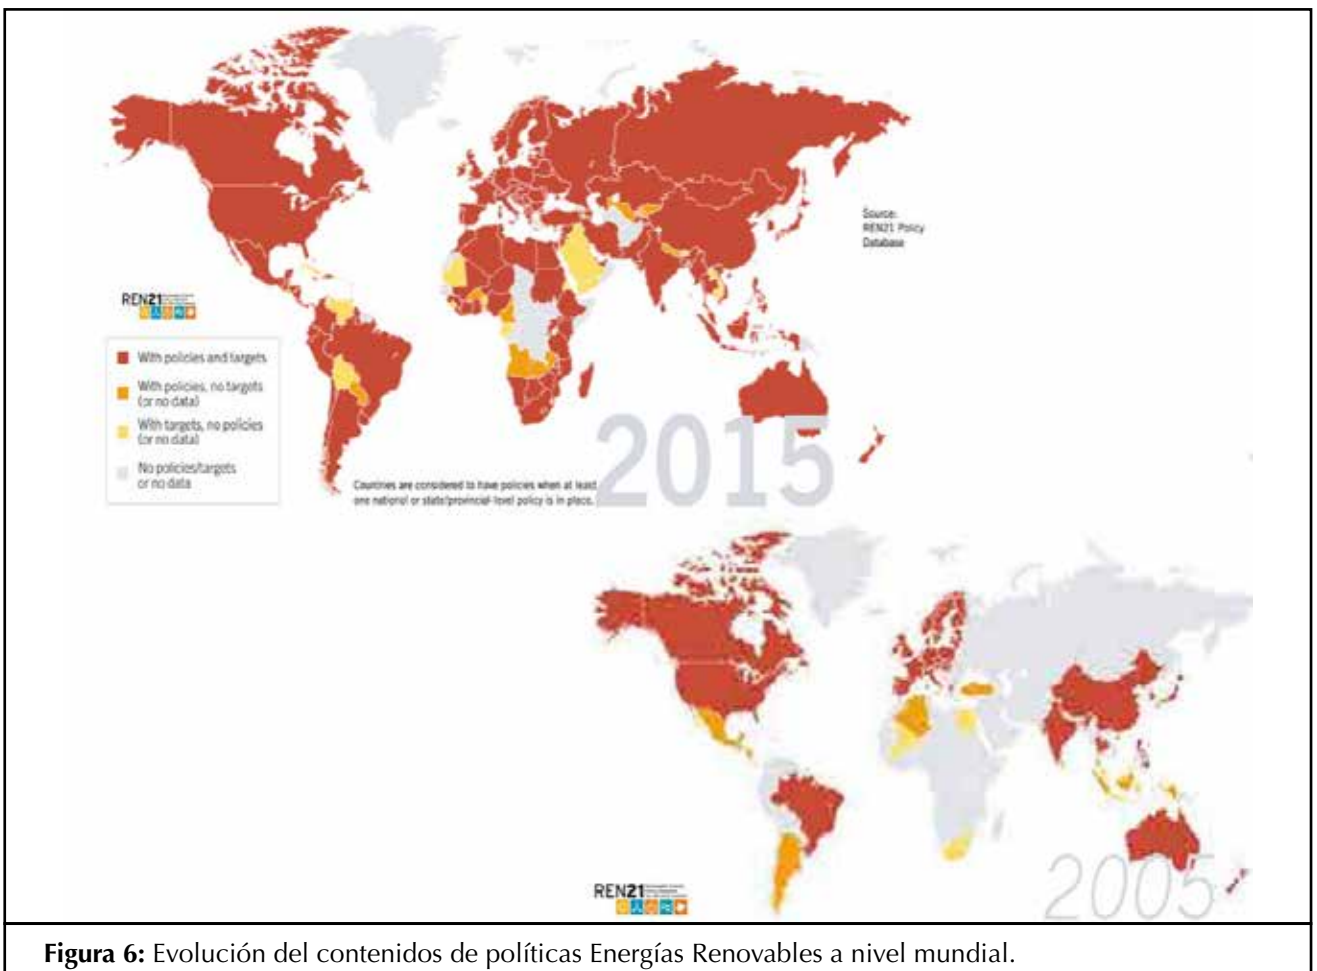 Source:
REN21 Policy
Database
REN21
With policies and targets
With policies, no targets
(or no data)
With targets, no policies
(or no data)
No policies/targets
or no data
2015
Countries are considered to have policies when at least
one national or state/provincial-level policy is in place.
REN21
2005
Figura 6: Evolución del contenidos de políticas Energías Renovables a nivel mundial.